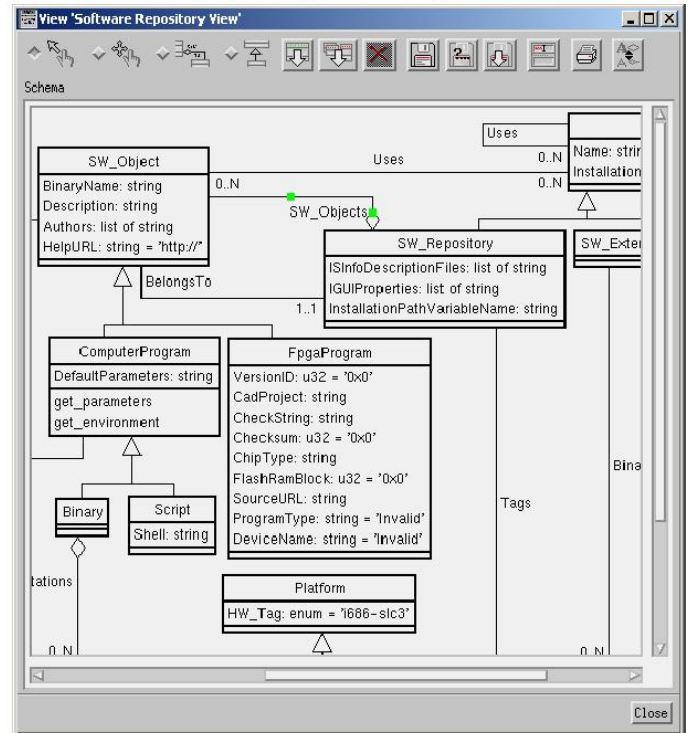 View 'Software Repository View'
Schema
Uses
SW_Object
Uses
0..N
Name: strin
Installation
BinaryName: string
Description: string
Authors: list of string
HelpURL: string = 'http://'
0..N
0..N
SW_Objects
SW_Repository
SW_Exter
ISInfoDescriptionFiles: list of string
IGUIProperties: list of string
InstallationPathVariableName: string
BelongsTo
1..1
ComputerProgram
DefaultParameters: string
get_parameters
get_environment
FpgaProgram
VersionID: u32 = '0x0'
CadProject: string
CheckString: string
Checksum: u32 = '0x0'
ChipType: string
FlashRamBlock: u32 = '0x0'
SourceURL: string
ProgramType: string = 'Invalid'
DeviceName: string = 'Invalid'
Bina
Tags
Binary
Script
Shell: string
tations
Platform
HW_Tag: enum = 'i686-slc3'
0..N
0..N
Close